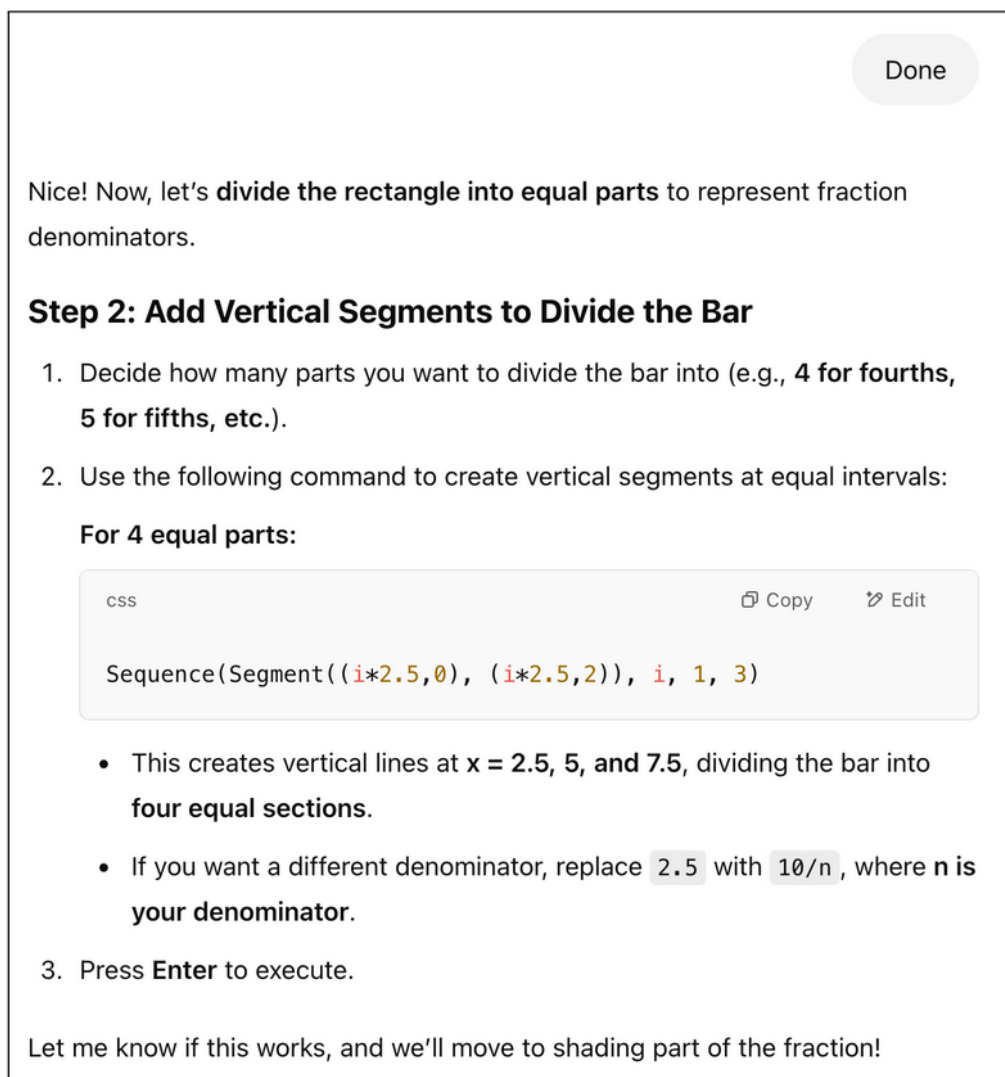 Done
Nice! Now, let's divide the rectangle into equal parts to represent fraction
denominators.
Step 2: Add Vertical Segments to Divide the Bar
1. Decide how many parts you want to divide the bar into (e.g., 4 for fourths,
5 for fifths, etc.).
2. Use the following command to create vertical segments at equal intervals:
For 4 equal parts:
css Copy Edit
Sequence(Segment((i*2.5,0), (i*2.5,2)), i, 1, 3)
• This creates vertical lines at x = 2.5, 5, and 7.5, dividing the bar into
four equal sections.
• If you want a different denominator, replace 2.5 with 10/n, where n is
your denominator.
3. Press Enter to execute.
Let me know if this works, and we'll move to shading part of the fraction!